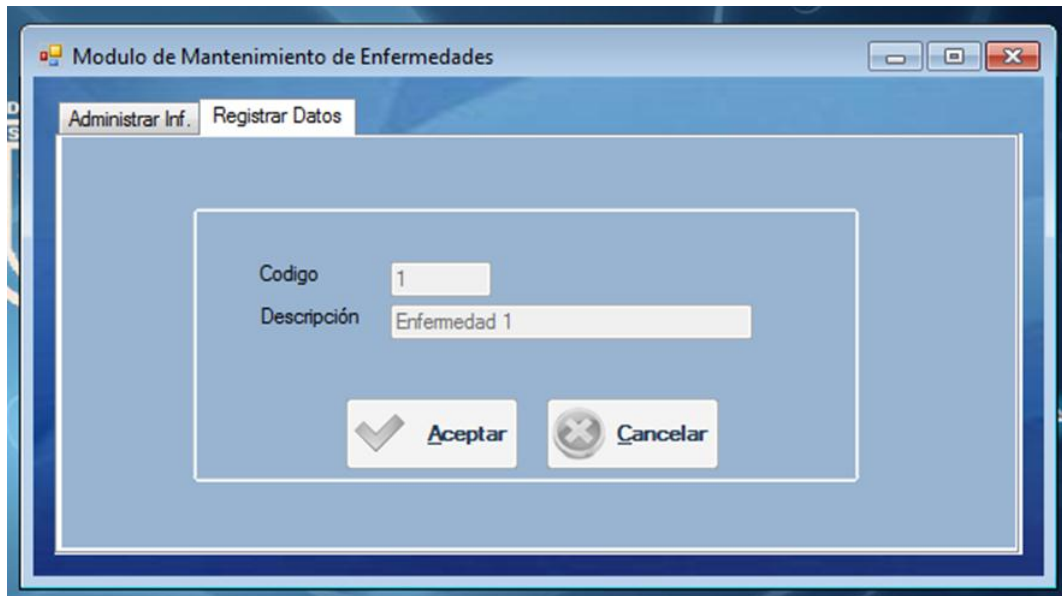 Modulo de Mantenimiento de Enfermedades
Administrar Inf. Registrar Datos
Codigo 1
Descripción Enfermedad 1
Aceptar Cancelar